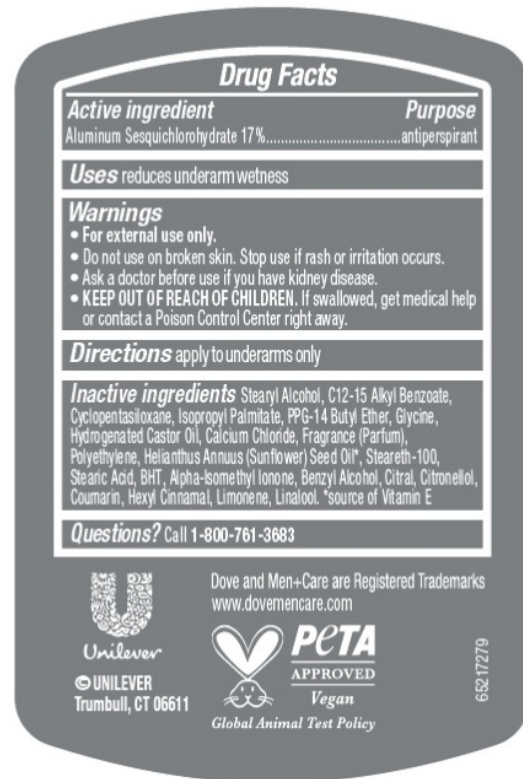 Drug Facts
Active ingredient Purpose
Aluminum Sesquichlorohydrate 17%......................................antiperspirant
Uses reduces underarm wetness
Warnings
• For external use only.
• Do not use on broken skin. Stop use if rash or irritation occurs.
• Ask a doctor before use if you have kidney disease.
• KEEP OUT OF REACH OF CHILDREN. If swallowed, get medical help
or contact a Poison Control Center right away.
Directions apply to underarms only
Inactive ingredients Stearyl Alcohol, C12-15 Alkyl Benzoate,
Cyclopentasiloxane, Isopropyl Palmitate, PPG-14 Butyl Ether, Glycine,
Hydrogenated Castor Oil, Calcium Chloride, Fragrance (Parfum),
Polyethylene, Helianthus Annuus (Sunflower) Seed Oil*, Steareth-100,
Stearic Acid, BHT, Alpha-Isomethyl Ionone, Benzyl Alcohol, Citral, Citronellol,
Coumarin, Hexyl Cinnamal, Limonene, Linalool. *source of Vitamin E
Questions? Call 1-800-761-3683
Unilever
© UNILEVER
Trumbull, CT 06611
Dove and Men+Care are Registered Trademarks
www.dovemencare.com
PeTA
APPROVED
Vegan
Global Animal Test Policy
65217279